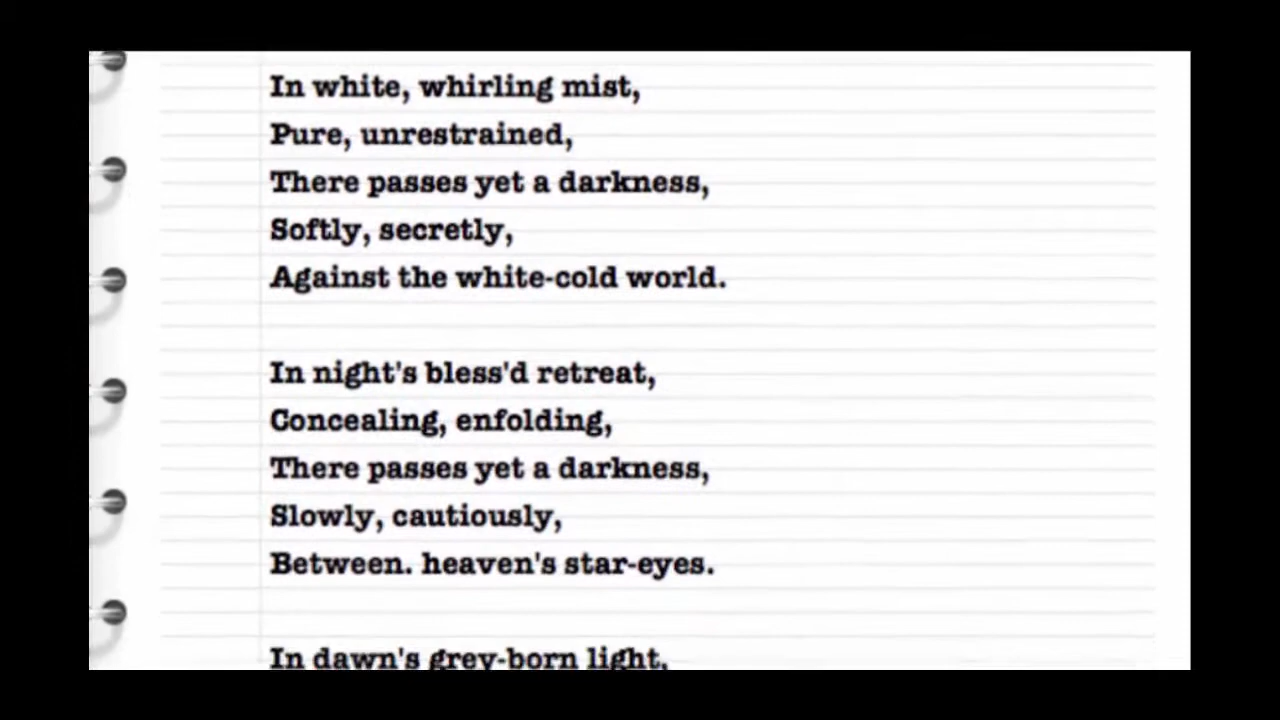 In white, whirling mist,
Pure, unrestrained,
There passes yet a darkness,
Softly, secretly,
Against the white-cold world.
In night's bless'd retreat,
Concealing, enfolding,
There passes yet a darkness,
Slowly, cautiously,
Between. heaven's star-eyes.
In dawn's grey-born light,